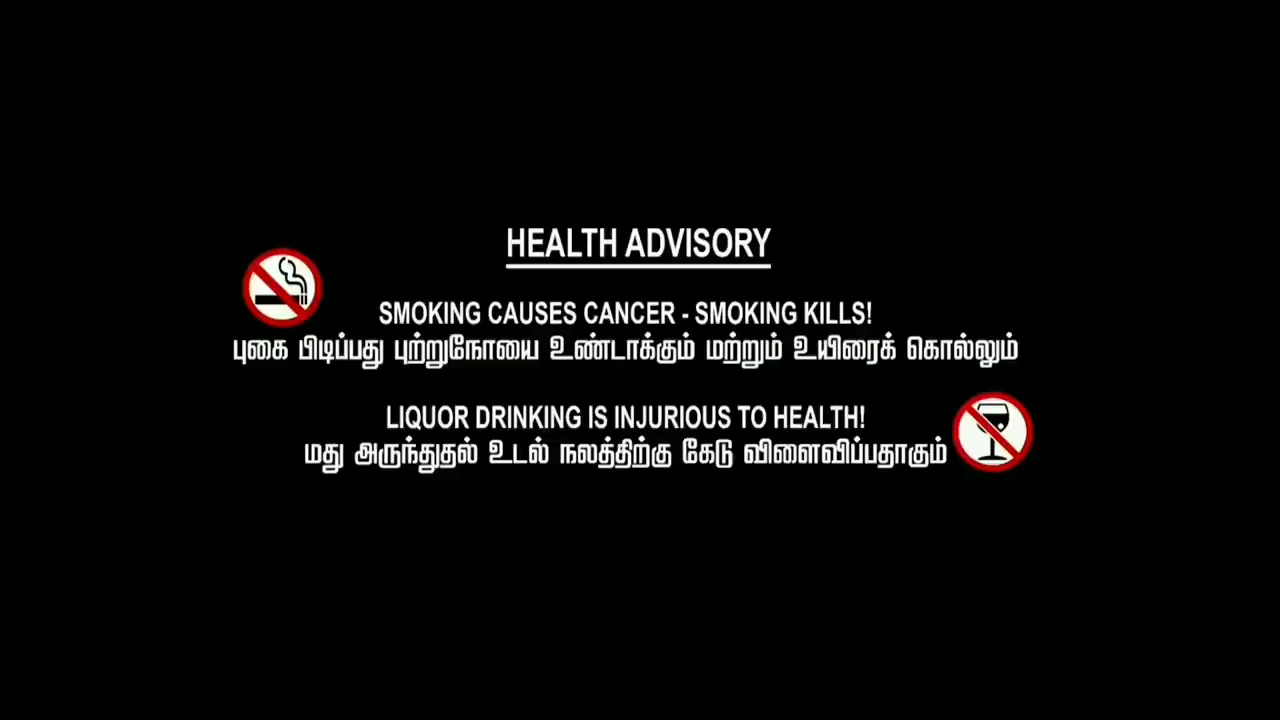 HEALTH ADVISORY
SMOKING CAUSES CANCER - SMOKING KILLS!
புகை பிடிப்பது புற்றுநோயை உண்டாக்கும் மற்றும் உயிரைக் கொல்லும்
LIQUOR DRINKING IS INJURIOUS TO HEALTH!
மது அருந்துதல் உடல் நலத்திற்கு கேடு விளைவிப்பதாகும்